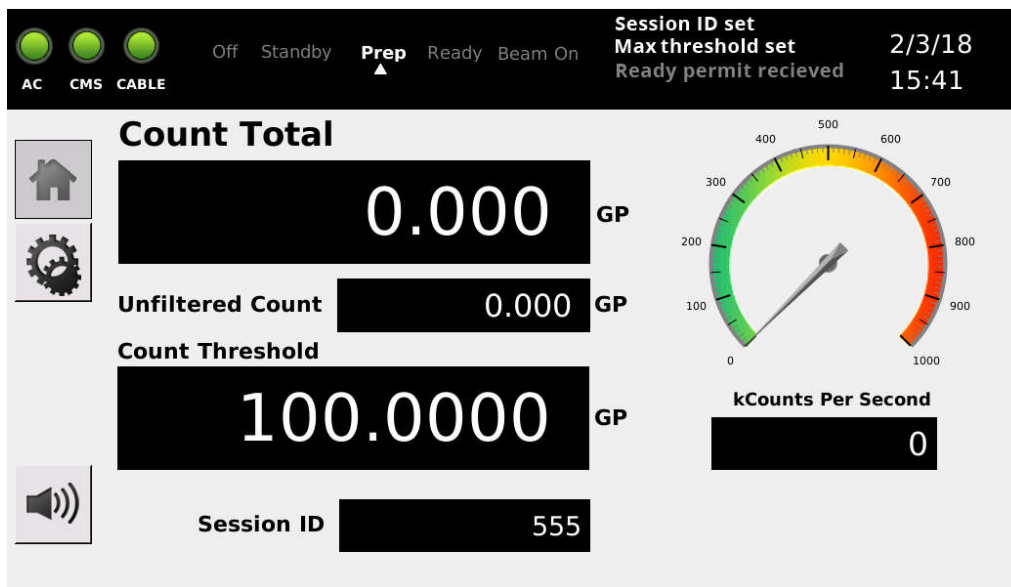 Session ID set
Off Standby Prep Ready Beam On
Max threshold set
2/3/18
Ready permit recieved
15:41
AC CMS CABLE
Count Total
0.000 GP
Unfiltered Count 0.000 GP
Count Threshold
100.0000 GP
Session ID 555
0
100
200
300
400
500
600
700
800
900
1000
kCounts Per Second
0